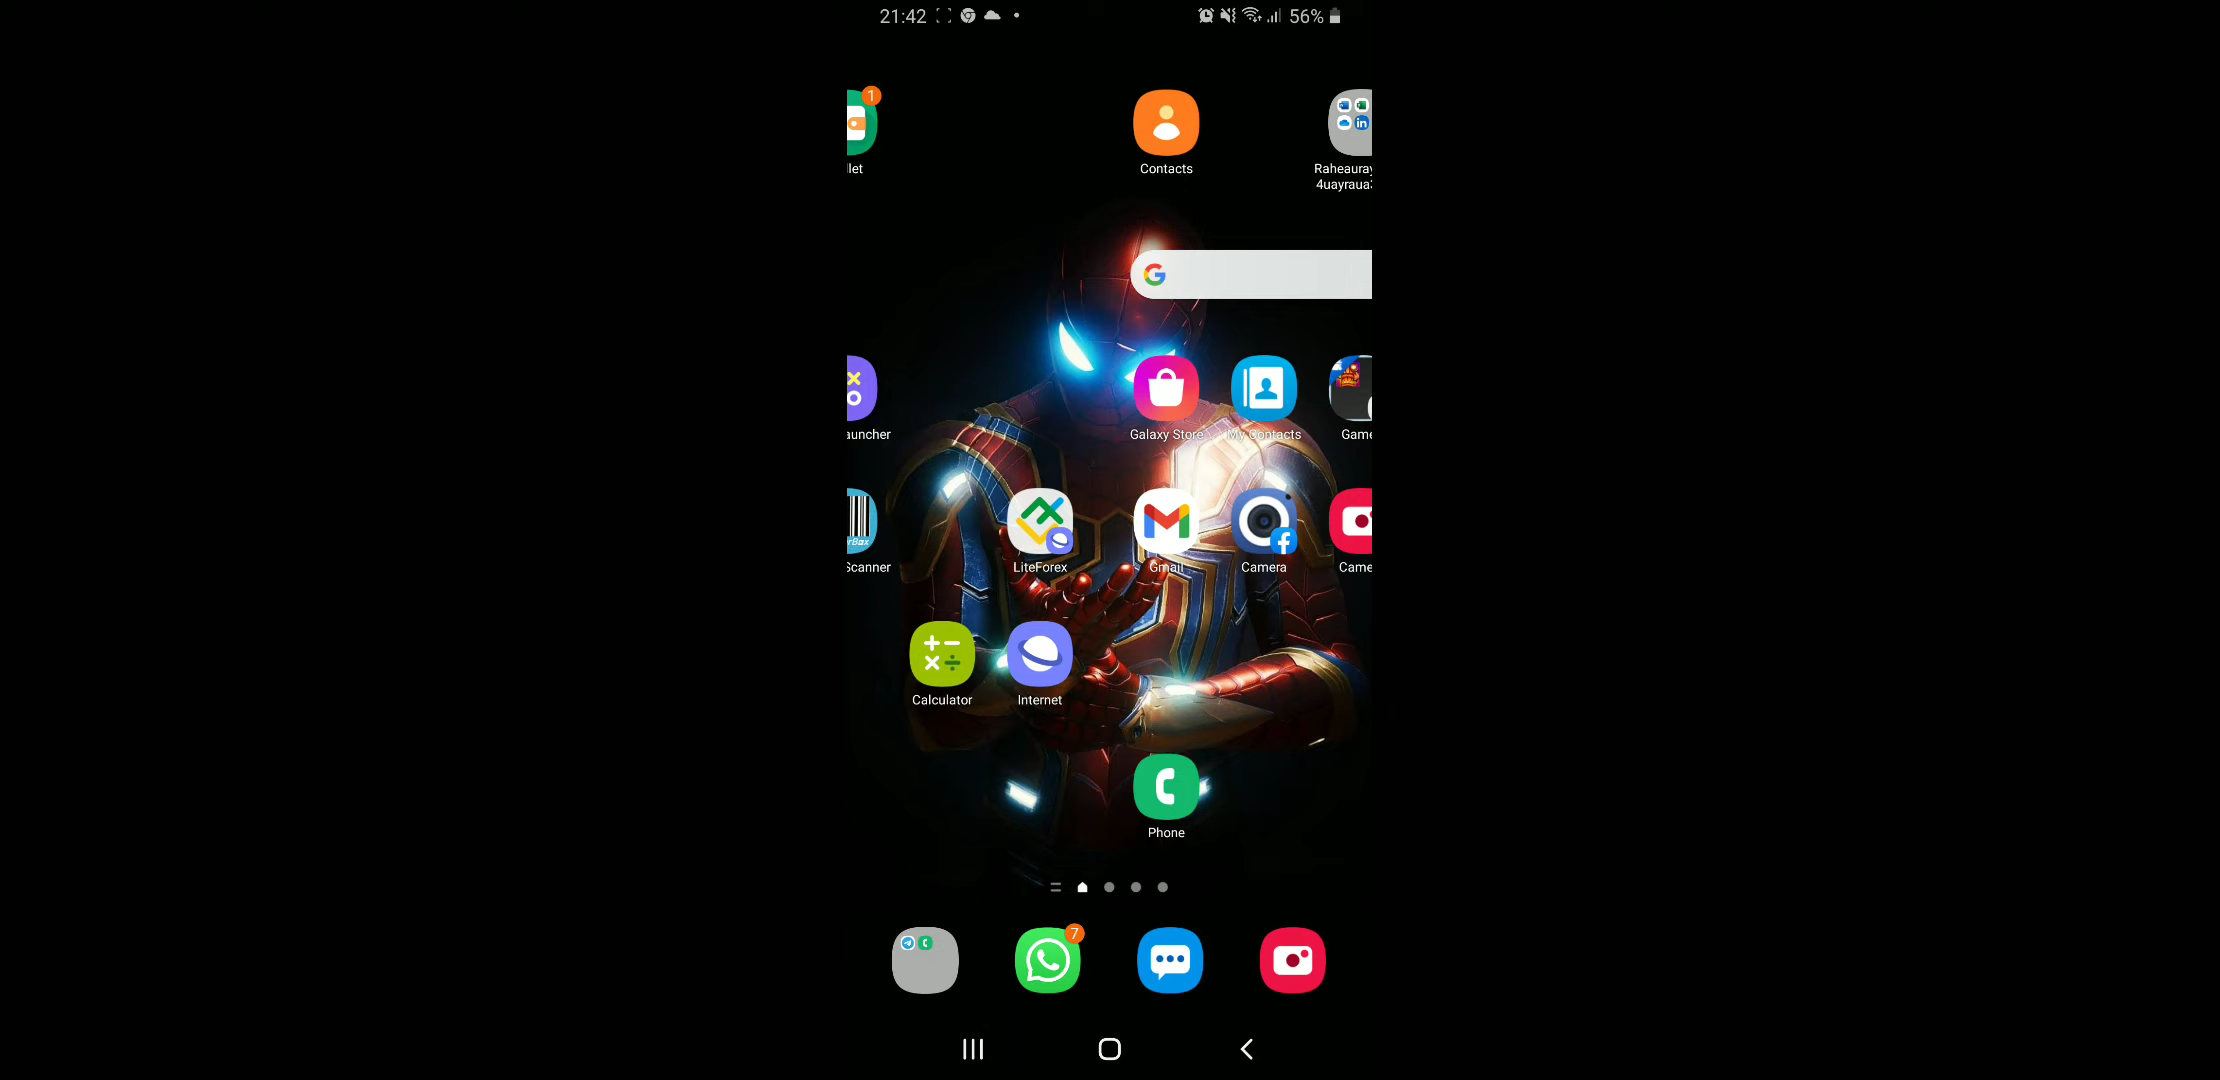 21:42
56%
1
llet
Contacts
Raheauray
4uayraua
auncher
Galaxy Store
My Contacts
Game
Scanner
LiteForex
Gmail
Camera
Came
Calculator
Internet
Phone
7